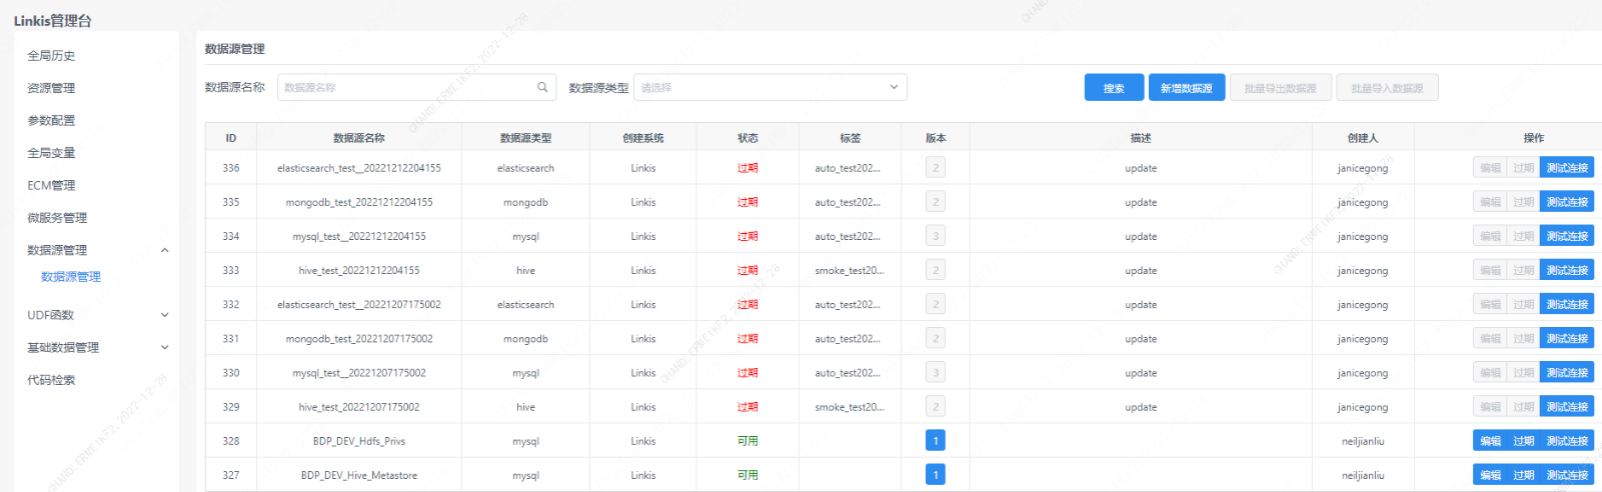 Linkis管理台
全局历史
资源管理
参数配置
全局变量
ECM管理
微服务管理
数据源管理
数据源管理
UDF函数
基础数据管理
代码检索
数据源管理
数据源名称 数据源名称 数据源类型 请选择 搜索 新增数据源 批量导出数据源 批量导入数据源
ID 数据源名称 数据源类型 创建系统 状态 标签 版本 描述 创建人 操作
336 elasticsearch_test__20221212204155 elasticsearch Linkis 过期 auto_test202... 2 update janicegong 编辑 过期 测试连接
335 mongodb_test_20221212204155 mongodb Linkis 过期 auto_test202... 2 update janicegong 编辑 过期 测试连接
334 mysql_test__20221212204155 mysql Linkis 过期 auto_test202... 3 update janicegong 编辑 过期 测试连接
333 hive_test_20221212204155 hive Linkis 过期 smoke_test20... 2 update janicegong 编辑 过期 测试连接
332 elasticsearch_test__20221207175002 elasticsearch Linkis 过期 auto_test202... 2 update janicegong 编辑 过期 测试连接
331 mongodb_test_20221207175002 mongodb Linkis 过期 auto_test202... 2 update janicegong 编辑 过期 测试连接
330 mysql_test__20221207175002 mysql Linkis 过期 auto_test202... 3 update janicegong 编辑 过期 测试连接
329 hive_test_20221207175002 hive Linkis 过期 smoke_test20... 2 update janicegong 编辑 过期 测试连接
328 BDP_DEV_Hdfs_Privs mysql Linkis 可用 1 neiljianliu 编辑 过期 测试连接
327 BDP_DEV_Hive_Metastore mysql Linkis 可用 1 neiljianliu 编辑 过期 测试连接